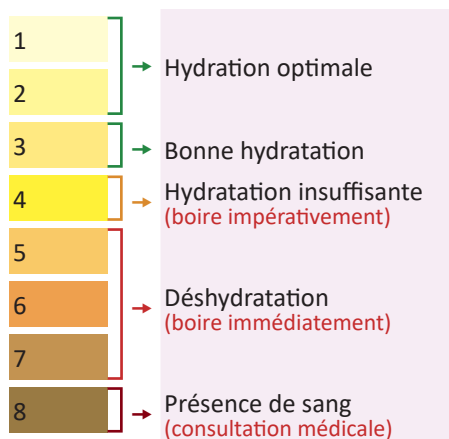 1
Hydration optimale
2
3
Bonne hydratation
4
Hydratation insuffisante
(boire impérativement)
5
6
Déshydratation
(boire immédiatement)
7
8
Présence de sang
(consultation médicale)